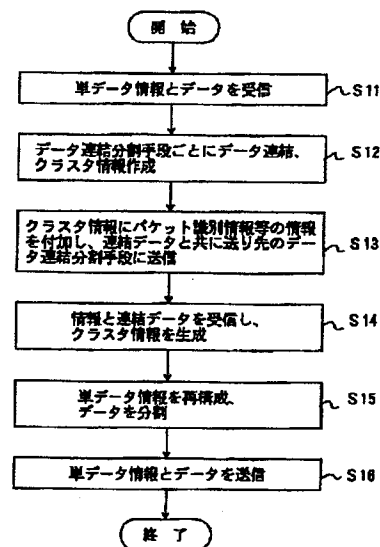 開 始
単データ情報とデータを受信
S11
データ連結分割手段ごとにデータ連結、
クラスタ情報作成
S12
クラスタ情報にパケット識別情報等の情報
を付加し、連結データと共に送り先のデー
タ連結分割手段に送信
S13
情報と連結データを受信し、
クラスタ情報を生成
S14
単データ情報を再構成、
データを分割
S15
単データ情報とデータを送信
S16
終 了